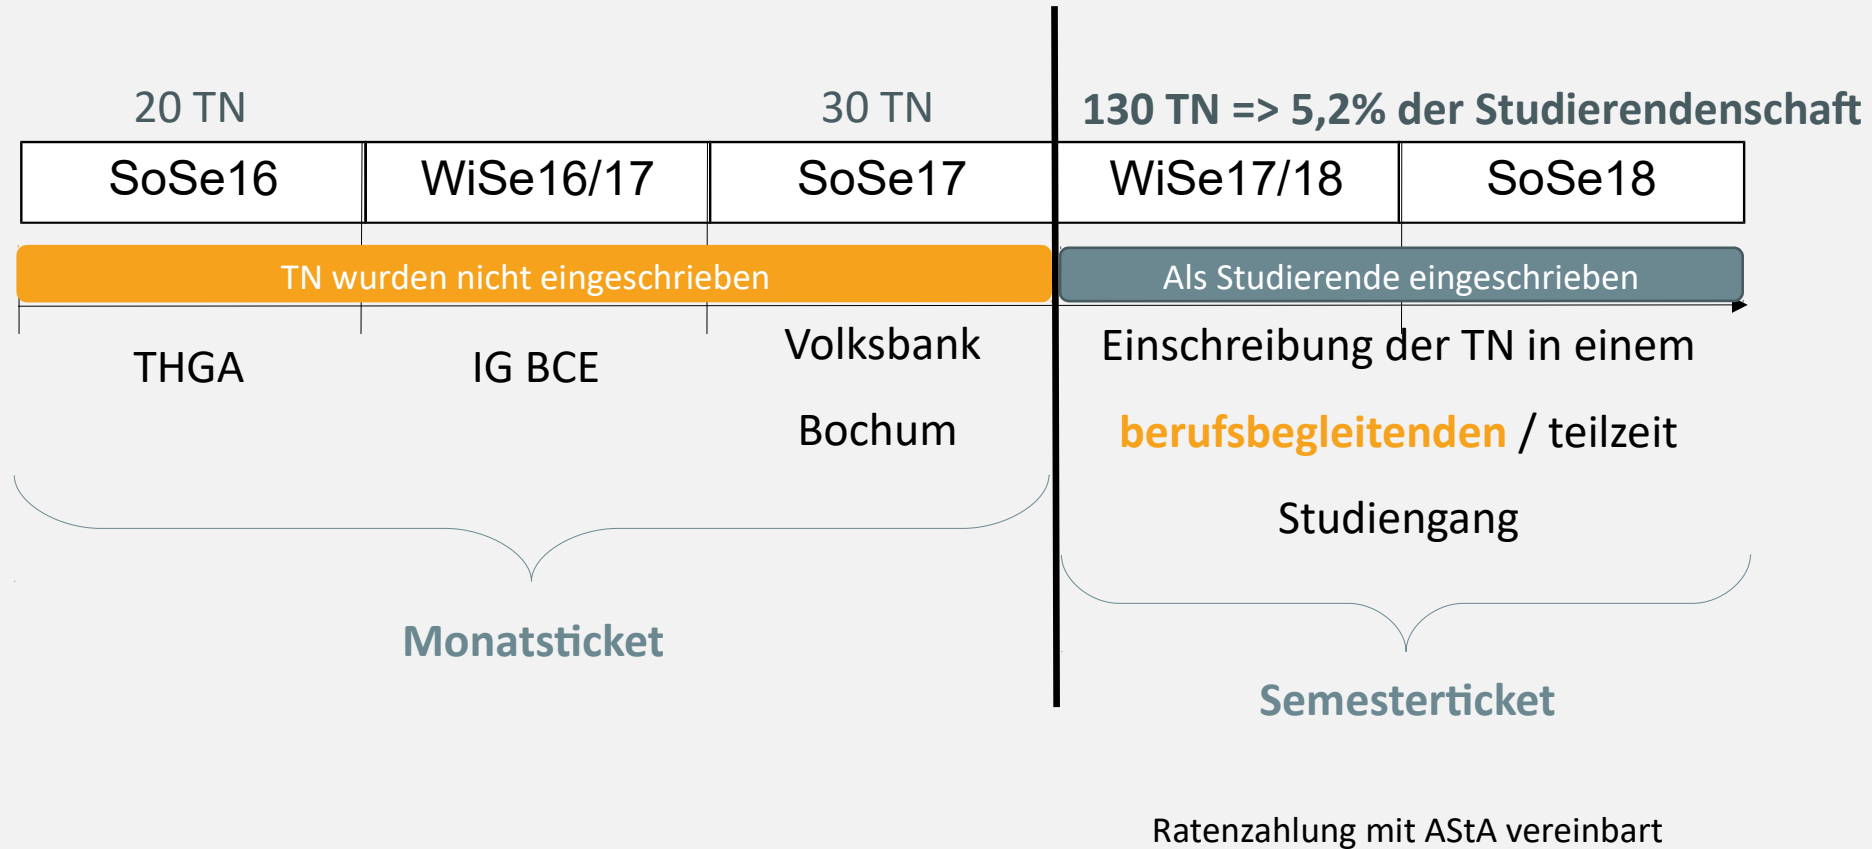 20 TN
30 TN
130 TN => 5,2% der Studierendenschaft
SoSe16
WiSe16/17
SoSe17
WiSe17/18
SoSe18
TN wurden nicht eingeschrieben
Als Studierende eingeschrieben
THGA
IG BCE
Volksbank
Bochum
Einschreibung der TN in einem
berufsbegleitenden / teilzeit
Studiengang
Monatsticket
Semesterticket
Ratenzahlung mit AStA vereinbart